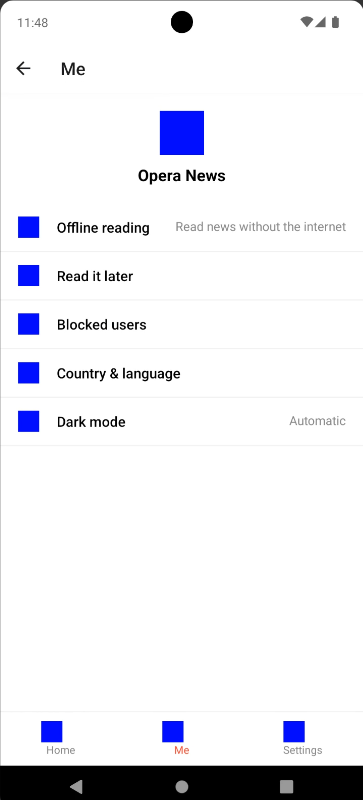 11:48
Me
Opera News
Offline reading Read news without the internet
Read it later
Blocked users
Country & language
Dark mode Automatic
Home Me Settings